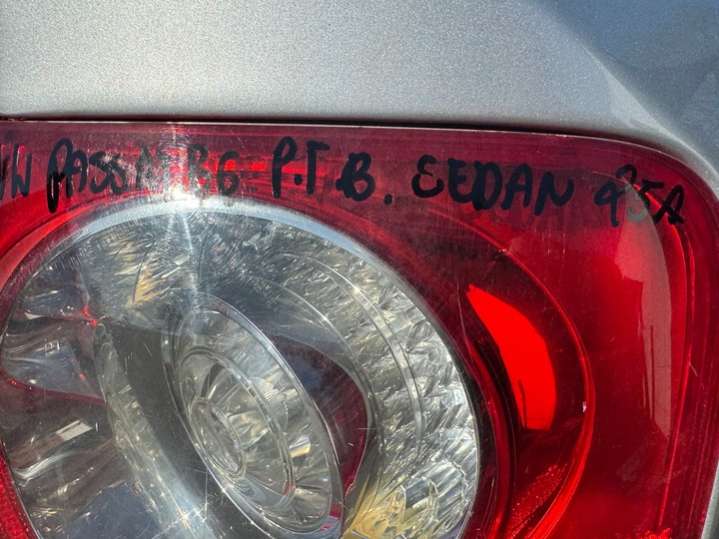 PASSAT B6 P.T.B. SEDAN